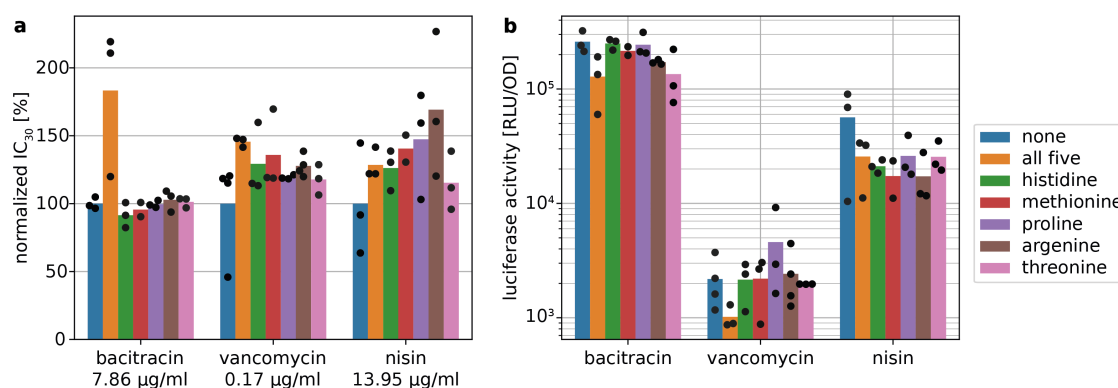 a
normalized IC30 [%]
200
150
100
50
0
bacitracin
7.86 µg/ml
vancomycin
0.17 µg/ml
nisin
13.95 µg/ml
b
luciferase acitvity [RLU/OD]
10^5
10^4
10^3
bacitracin
vancomycin
nisin
none
all five
histidine
methionine
proline
argenine
threonine